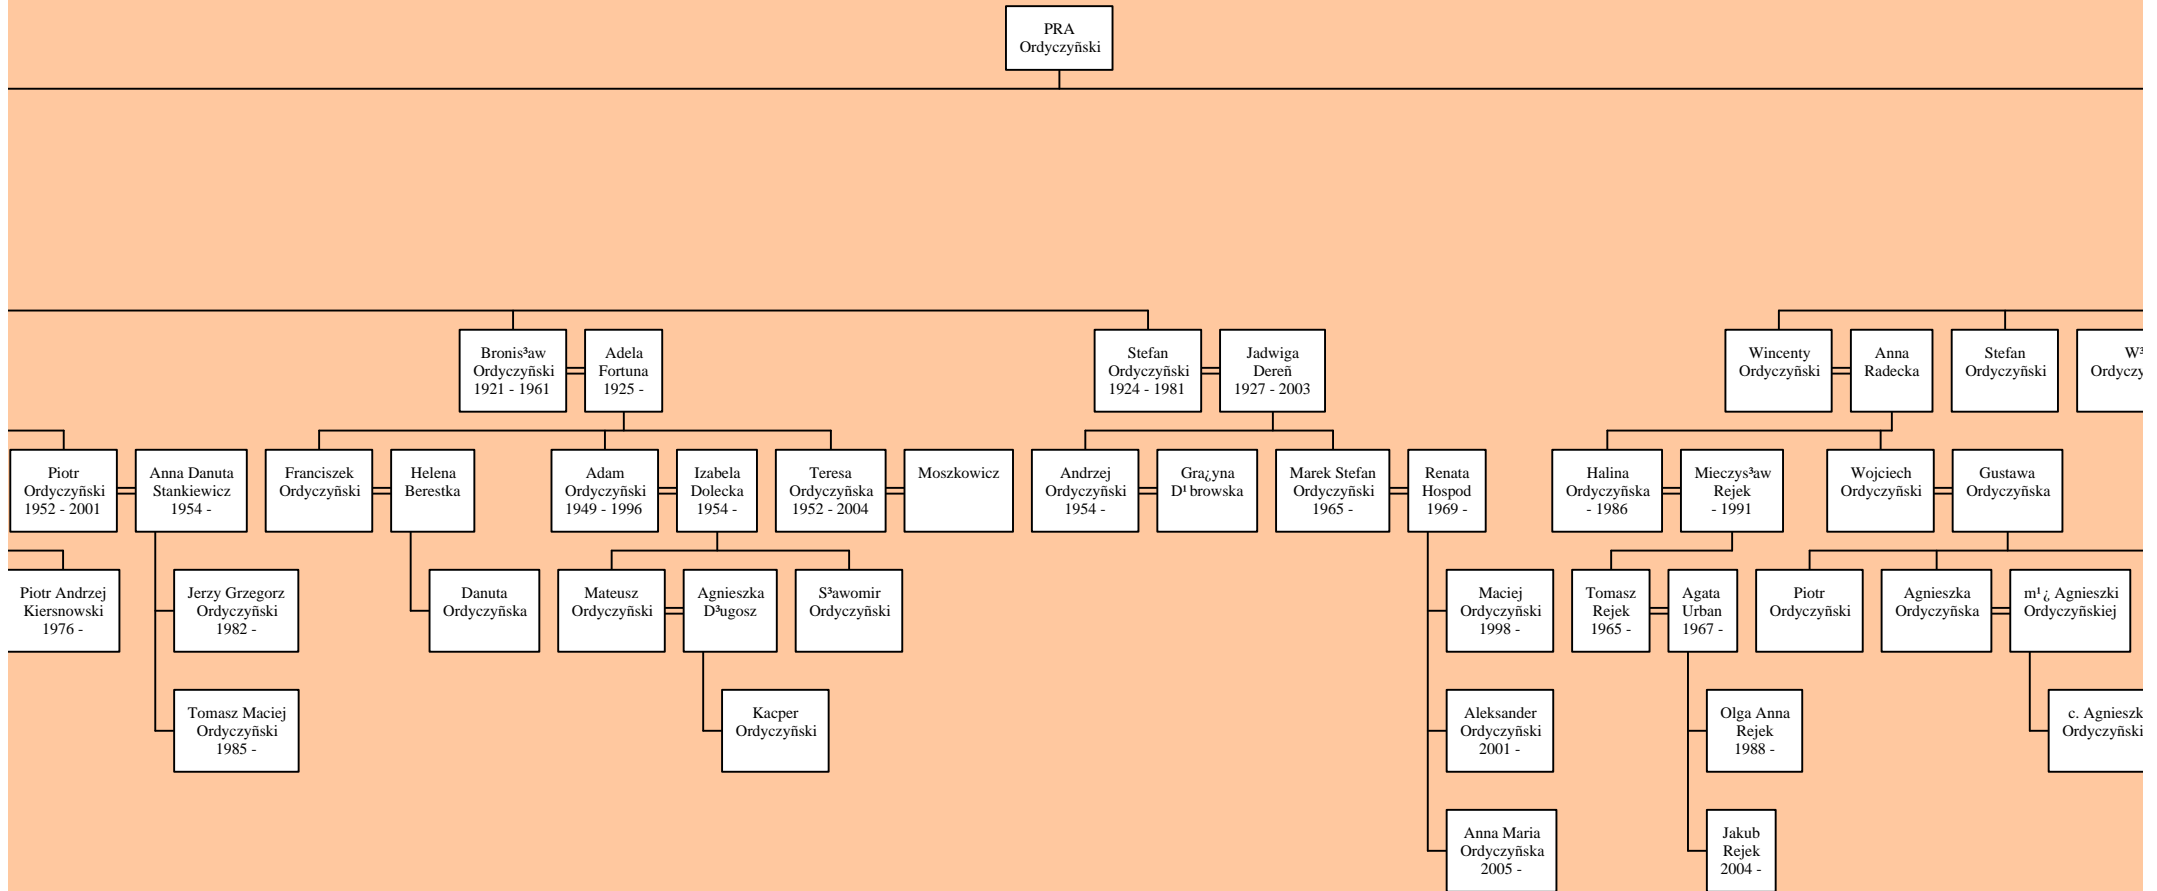 PRA
Ordyczyñski
Bronis³aw
Ordyczyñski
1921 - 1961
Adela
Fortuna
1925 -
Stefan
Ordyczyñski
1924 - 1981
Jadwiga
Dereñ
1927 - 2003
Wincenty
Ordyczyñski
Anna
Radecka
Stefan
Ordyczyñski
W³
Ordyczy
Piotr
Ordyczyñski
1952 - 2001
Anna Danuta
Stankiewicz
1954 -
Franciszek
Ordyczyñski
Helena
Berestka
Adam
Ordyczyñski
1949 - 1996
Izabela
Dolecka
1954 -
Teresa
Ordyczyñska
1952 - 2004
Moszkowicz
Andrzej
Ordyczyñski
1954 -
Gra¿yna
D¹browska
Marek Stefan
Ordyczyñski
1965 -
Renata
Hospod
1969 -
Halina
Ordyczyñska
- 1986
Mieczys³aw
Rejek
- 1991
Wojciech
Ordyczyñski
Gustawa
Ordyczyñska
Piotr Andrzej
Kiersnowski
1976 -
Jerzy Grzegorz
Ordyczyñski
1982 -
Danuta
Ordyczyñska
Mateusz
Ordyczyñski
Agnieszka
D³ugosz
S³awomir
Ordyczyñski
Maciej
Ordyczyñski
1998 -
Tomasz
Rejek
1965 -
Agata
Urban
1967 -
Piotr
Ordyczyñski
Agnieszka
Ordyczyñska
m¹¿ Agnieszki
Ordyczyñskiej
Tomasz Maciej
Ordyczyñski
1985 -
Kacper
Ordyczyñski
Aleksander
Ordyczyñski
2001 -
Olga Anna
Rejek
1988 -
c. Agnieszk
Ordyczyñski
Anna Maria
Ordyczyñska
2005 -
Jakub
Rejek
2004 -